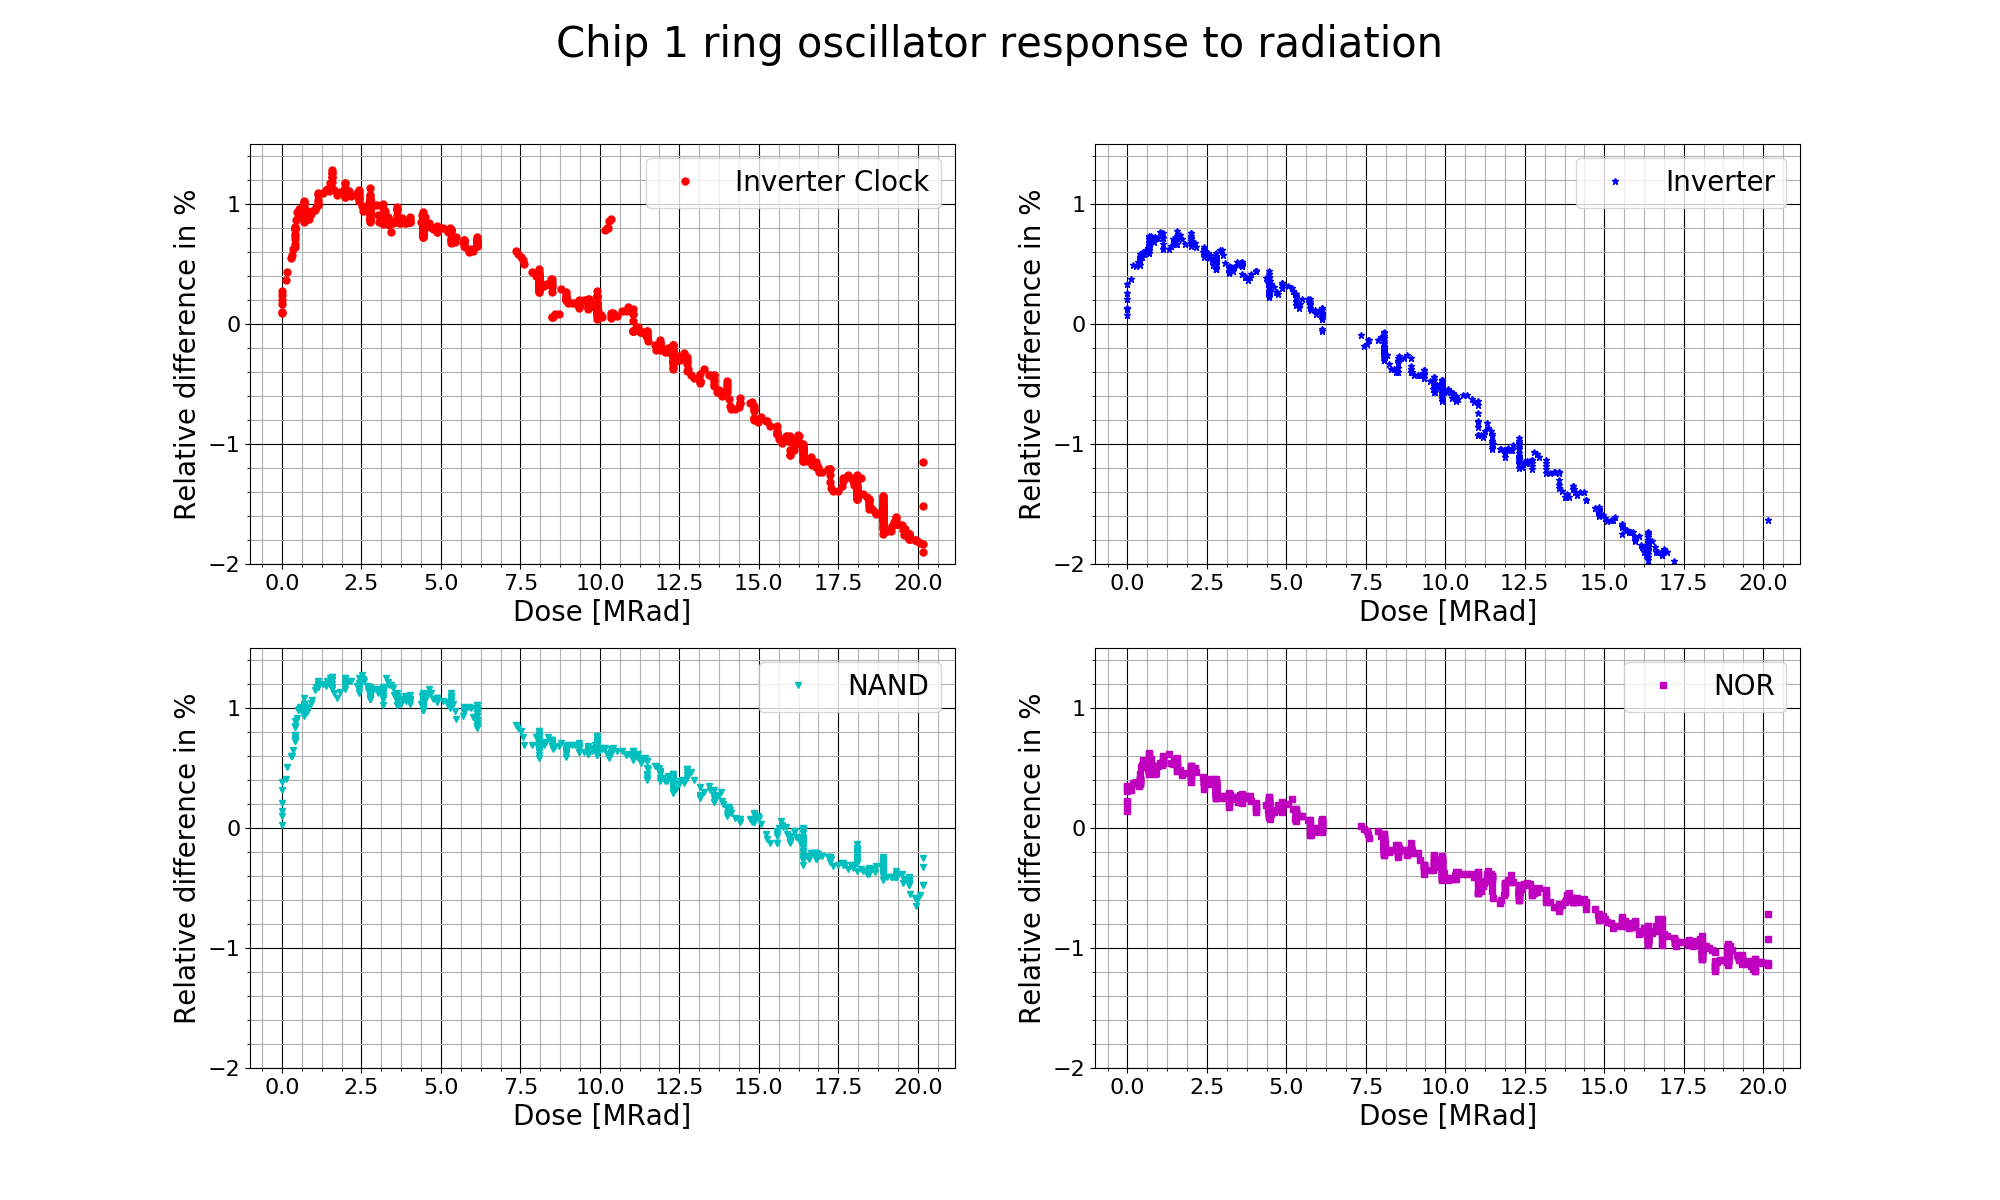 Chip 1 ring oscillator response to radiation
Relative difference in %
1
0
−1
−2
Inverter Clock
0.0 2.5 5.0 7.5 10.0 12.5 15.0 17.5 20.0
Dose [MRad]
Relative difference in %
1
0
−1
−2
Inverter
0.0 2.5 5.0 7.5 10.0 12.5 15.0 17.5 20.0
Dose [MRad]
Relative difference in %
1
0
−1
−2
NAND
0.0 2.5 5.0 7.5 10.0 12.5 15.0 17.5 20.0
Dose [MRad]
Relative difference in %
1
0
−1
−2
NOR
0.0 2.5 5.0 7.5 10.0 12.5 15.0 17.5 20.0
Dose [MRad]